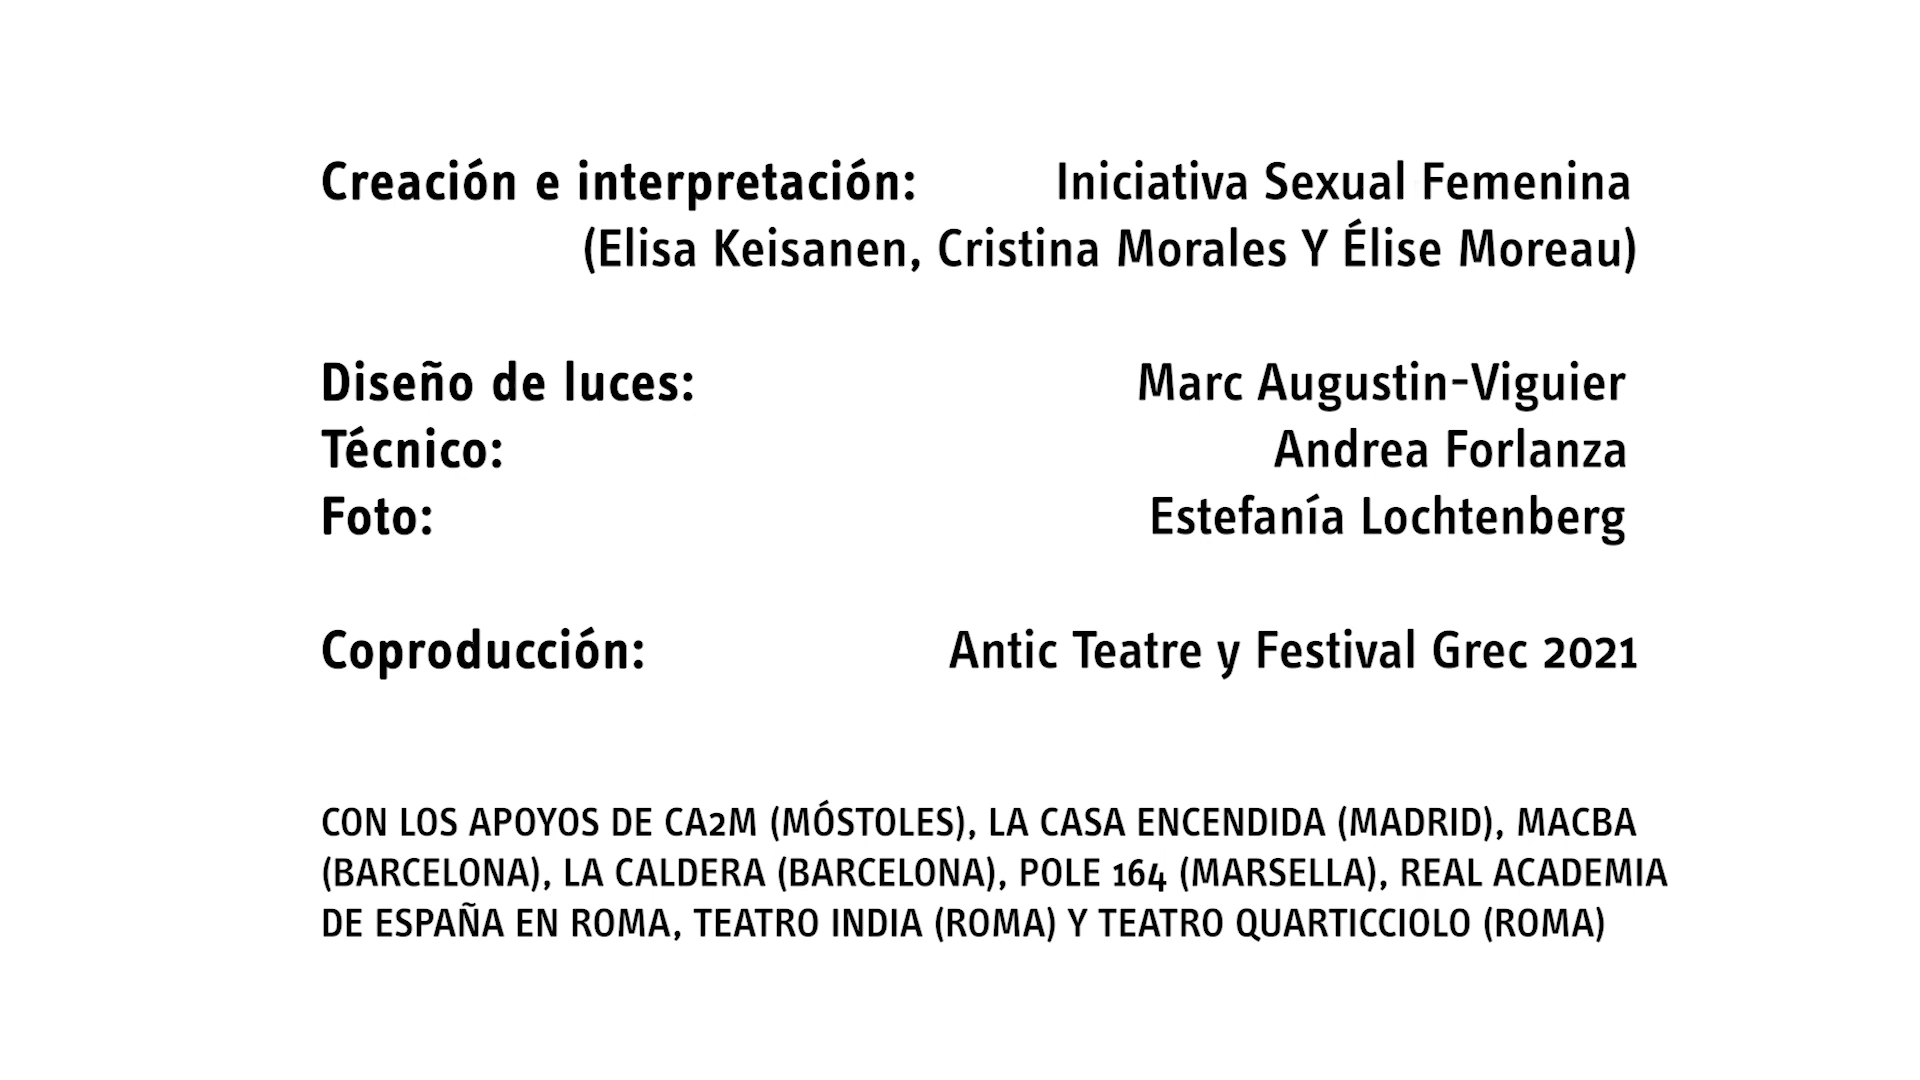 Creación e interpretación: Iniciativa Sexual Femenina
(Elisa Keisanen, Cristina Morales Y Élise Moreau)
Diseño de luces: Marc Augustin-Viguier
Técnico: Andrea Forlanza
Foto: Estefanía Lochtenberg
Coproducción: Antic Teatre y Festival Grec 2021
CON LOS APOYOS DE CA2M (MÓSTOLES), LA CASA ENCENDIDA (MADRID), MACBA
(BARCELONA), LA CALDERA (BARCELONA), POLE 164 (MARSELLA), REAL ACADEMIA
DE ESPAÑA EN ROMA, TEATRO INDIA (ROMA) Y TEATRO QUARTICCIOLO (ROMA)